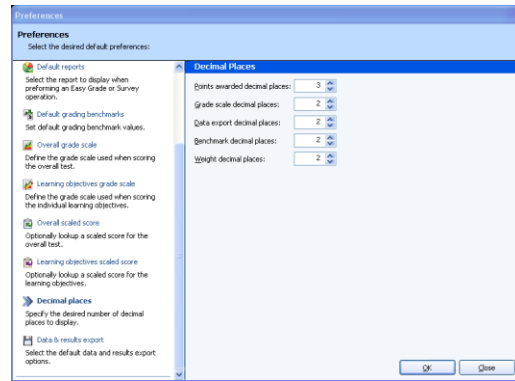 Preferences
Preferences
Select the desired default preferences:
Default reports
Select the report to display when
preforming an Easy Grade or Survey
operation.
Default grading benchmarks
Set default grading benchmark values.
Overall grade scale
Define the grade scale used when scoring
the overall test.
Learning objectives grade scale
Define the grade scale used when scoring
the individual learning objectives.
Overall scaled score
Optionally lookup a scaled score for the
overall test.
Learning objectives scaled score
Optionally lookup a scaled score for the
learning objectives.
Decimal places
Specify the desired number of decimal
places to display.
Data & results export
Select the default data and results export
options.
Decimal Places
Points awarded decimal places: 3
Grade scale decimal places: 2
Data export decimal places: 2
Benchmark decimal places: 2
Weight decimal places: 2
OK Close